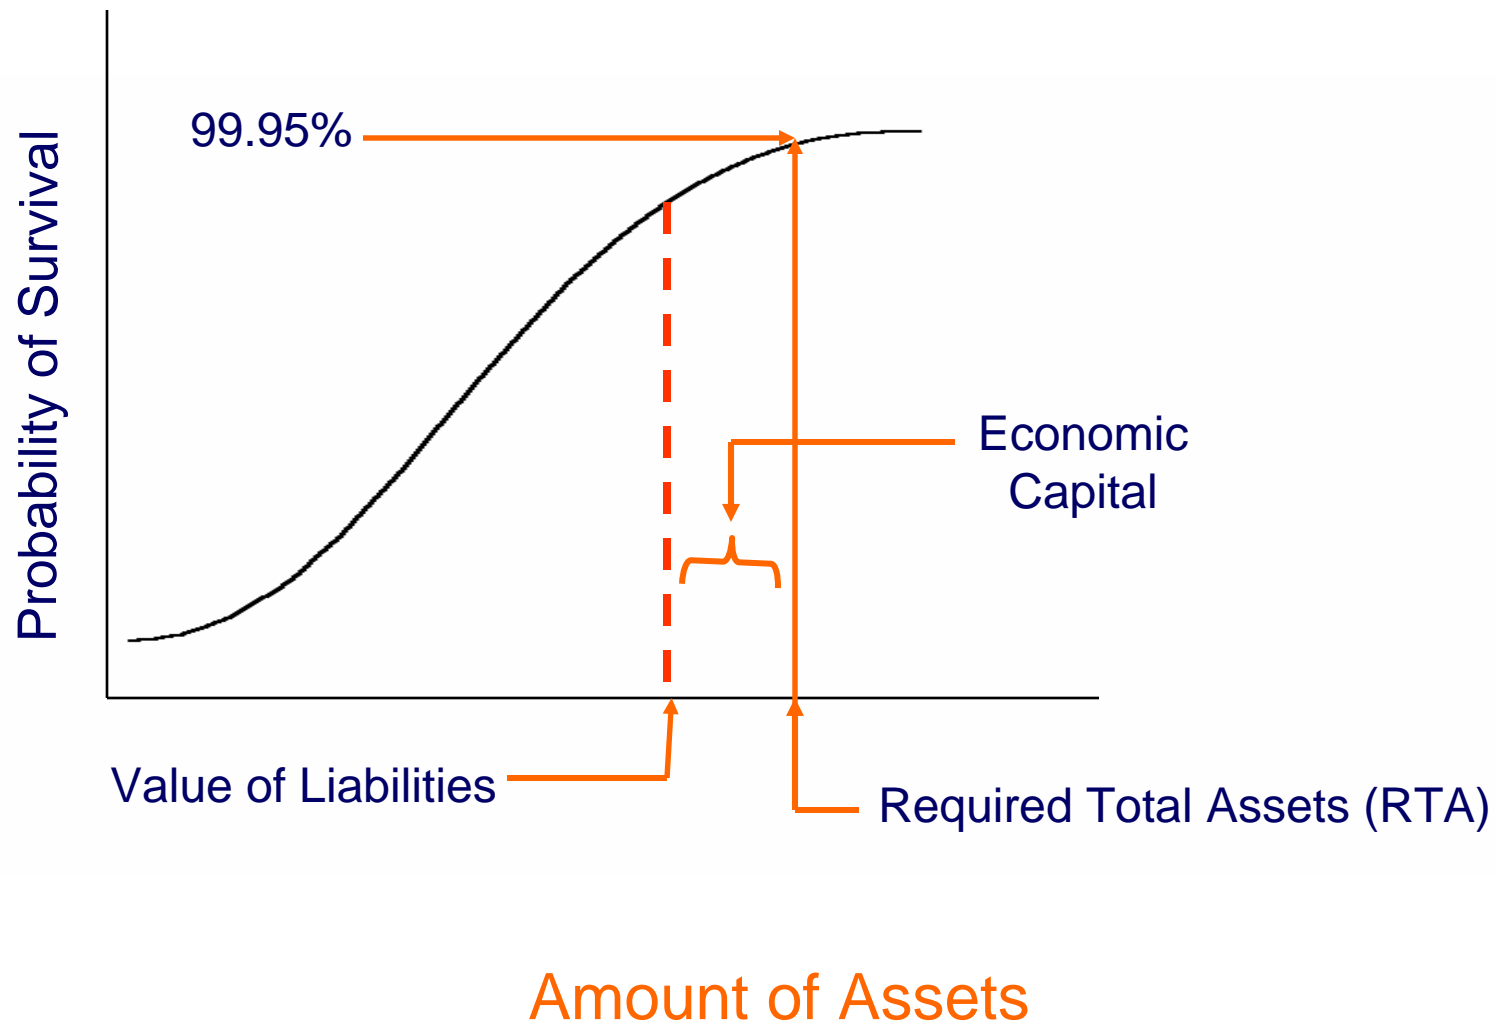 99.95%
Probability of Survival
Economic
Capital
Value of Liabilities
Required Total Assets (RTA)
Amount of Assets